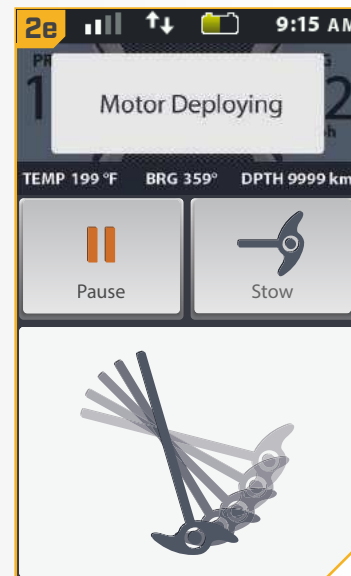 2e 9:15 AM
Motor Deploying
TEMP 199 °F BRG 359° DPTH 9999 km
Pause Stow